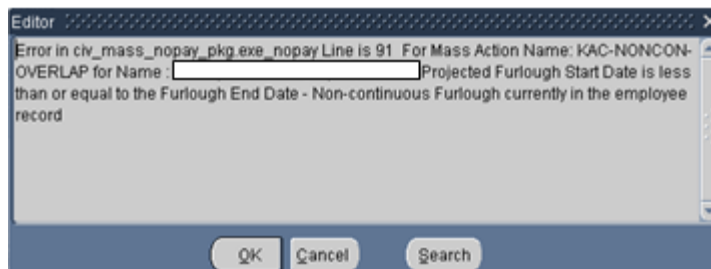 Editor
Error in civ_mass_nopay_pkg.exe_nopay Line is 91 For Mass Action Name: KAC-NONCON-
OVERLAP for Name : Projected Furlough Start Date is less
than or equal to the Furlough End Date - Non-continuous Furlough currently in the employee
record
OK Cancel Search